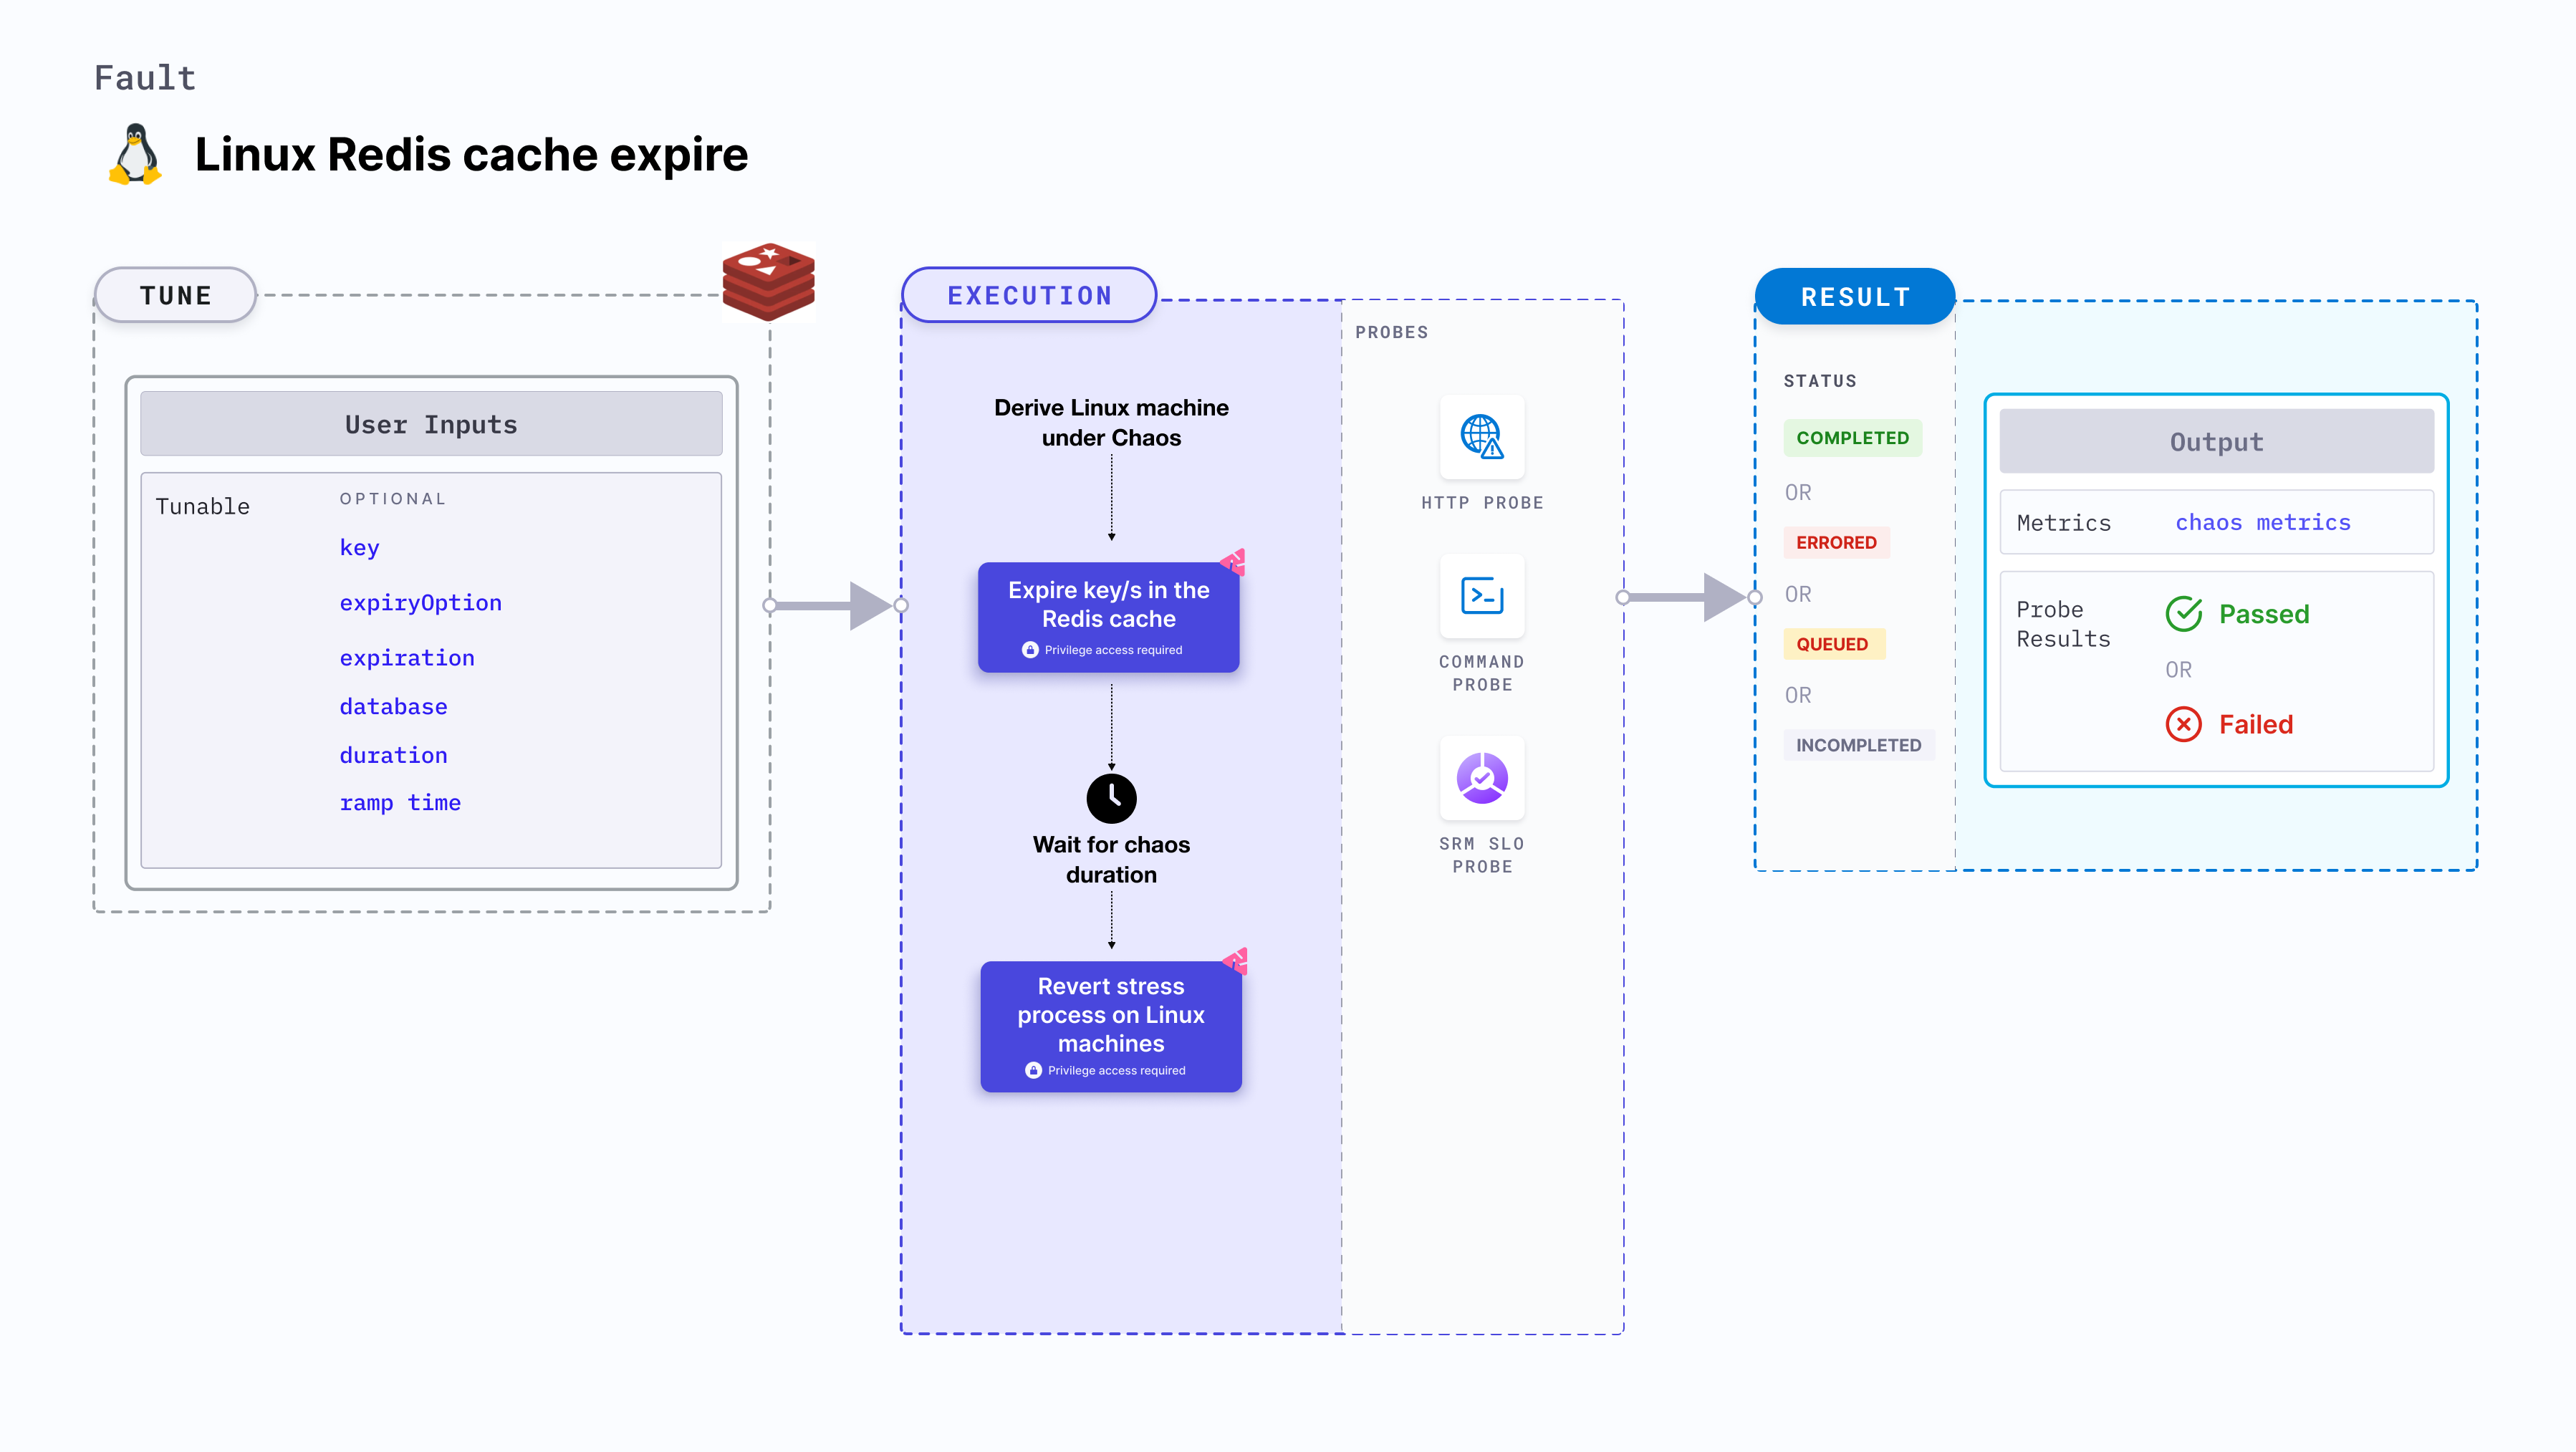 Fault
Linux Redis cache expire
TUNE
User Inputs
Tunable
OPTIONAL
key
expiryOption
expiration
database
duration
ramp time
EXECUTION
Derive Linux machine
under Chaos
Expire key/s in the
Redis cache
Privilege access required
Wait for chaos
duration
Revert stress
process on Linux
machines
Privilege access required
PROBES
HTTP PROBE
COMMAND
PROBE
SRM SLO
PROBE
RESULT
STATUS
COMPLETED
OR
ERRORED
OR
QUEUED
OR
INCOMPLETED
Output
Metrics
chaos metrics
Probe
Results
Passed
OR
Failed